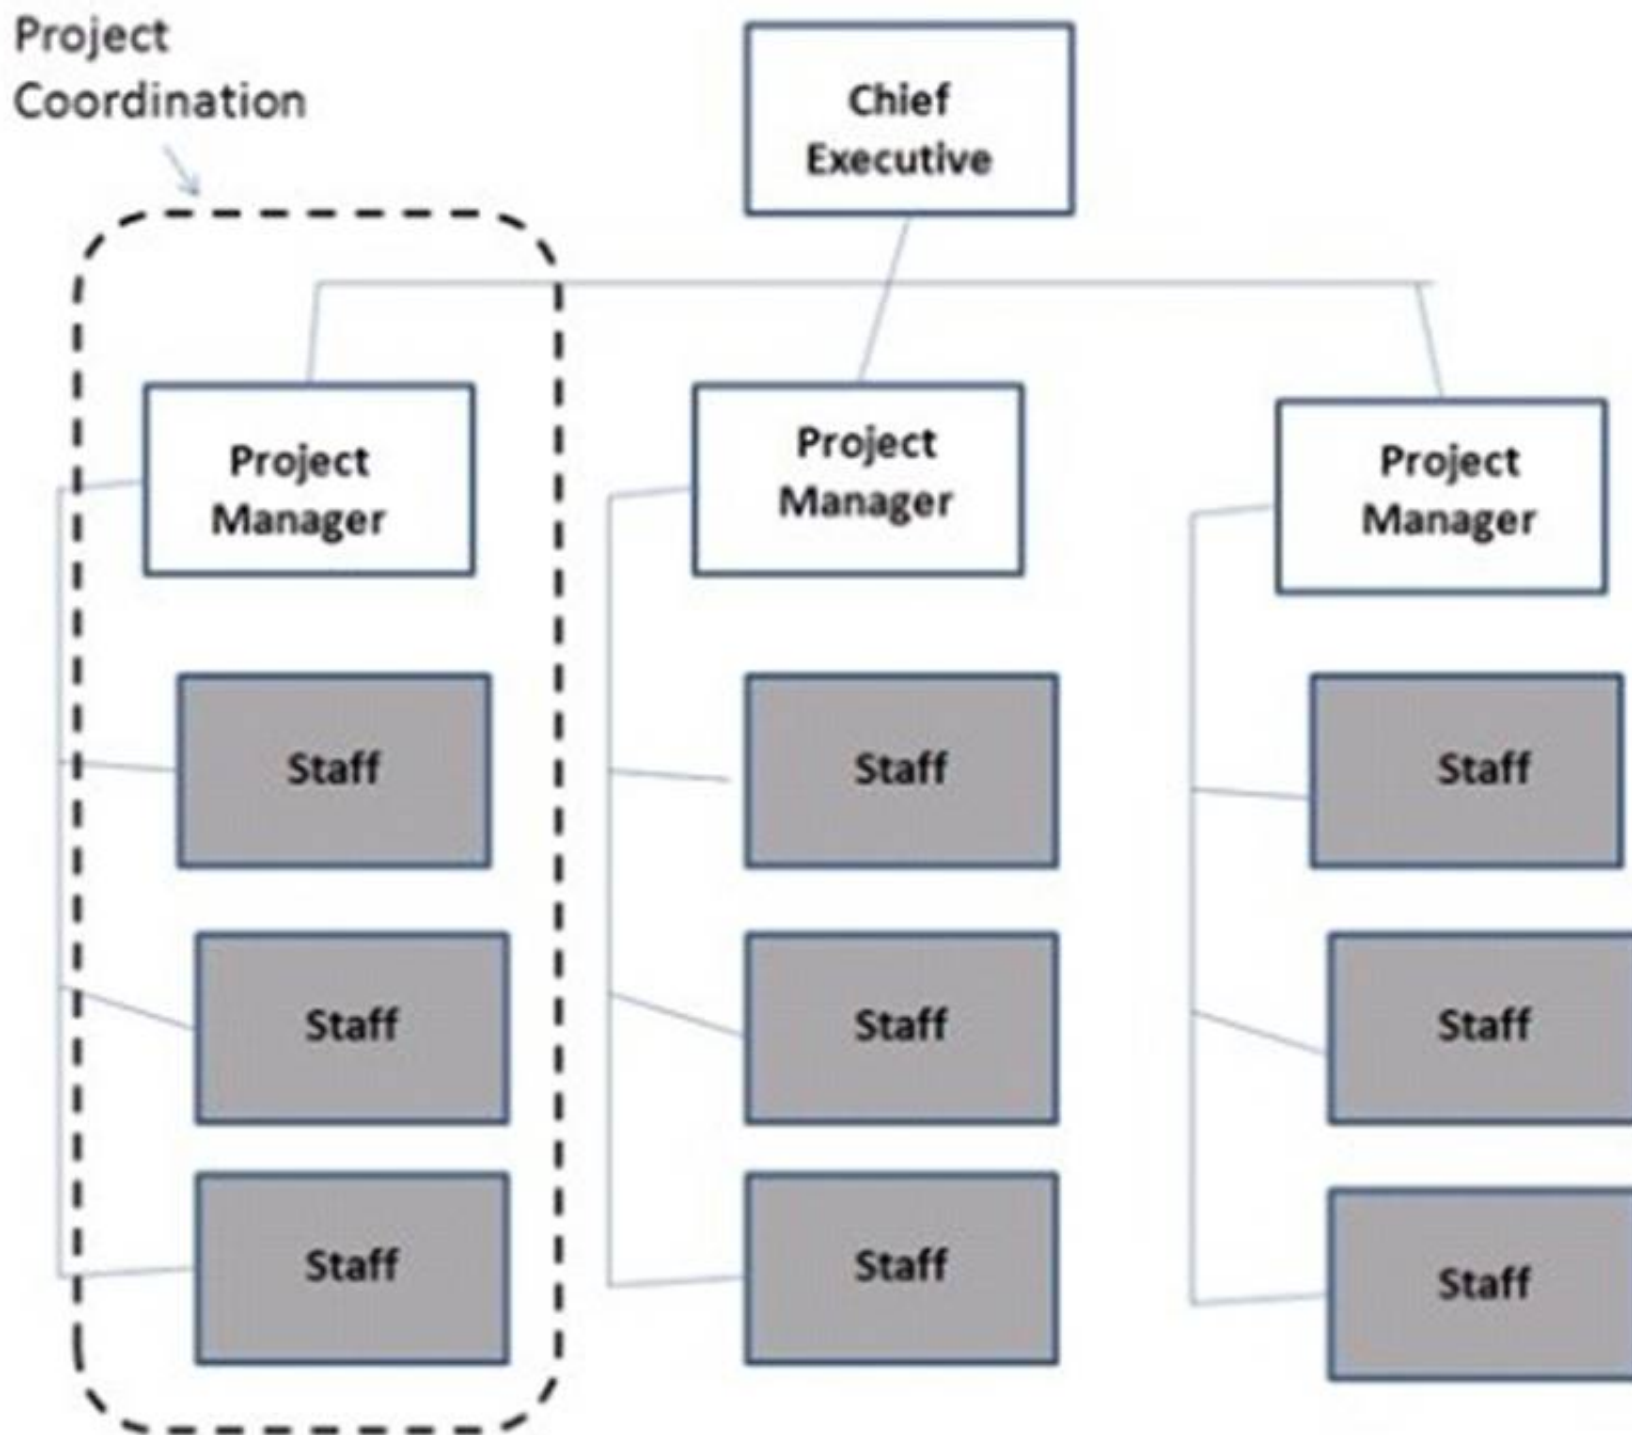 Project
Coordination
Chief
Executive
Project
Manager
Project
Manager
Project
Manager
Staff
Staff
Staff
Staff
Staff
Staff
Staff
Staff
Staff